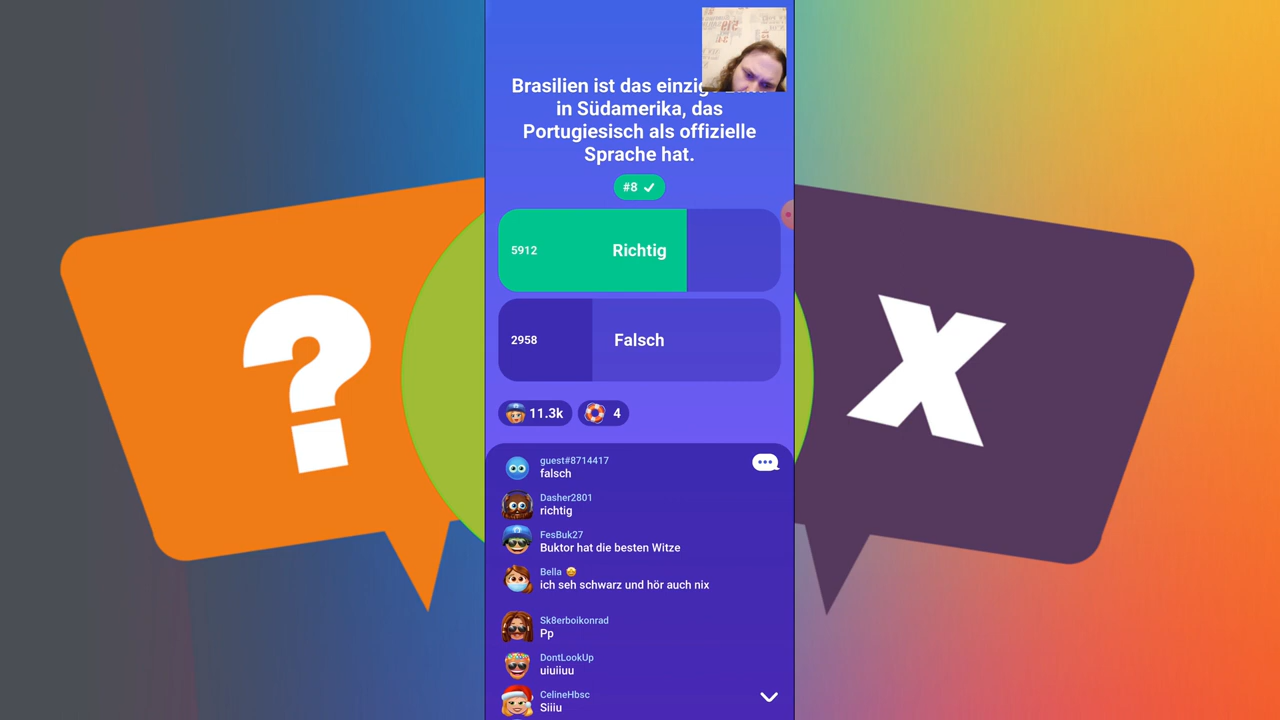 Brasilien ist das einzig
in Südamerika, das
Portugiesisch als offizielle
Sprache hat.
#8
5912 Richtig
2958 Falsch
11.3k 4
guest#8714417
falsch
Dasher2801
richtig
FesBuk27
Buktor hat die besten Witze
Bella
ich seh schwarz und hör auch nix
Sk8erboikonrad
Pp
DontLookUp
uiuiiuu
CelineHbsc
Siiiu
? X